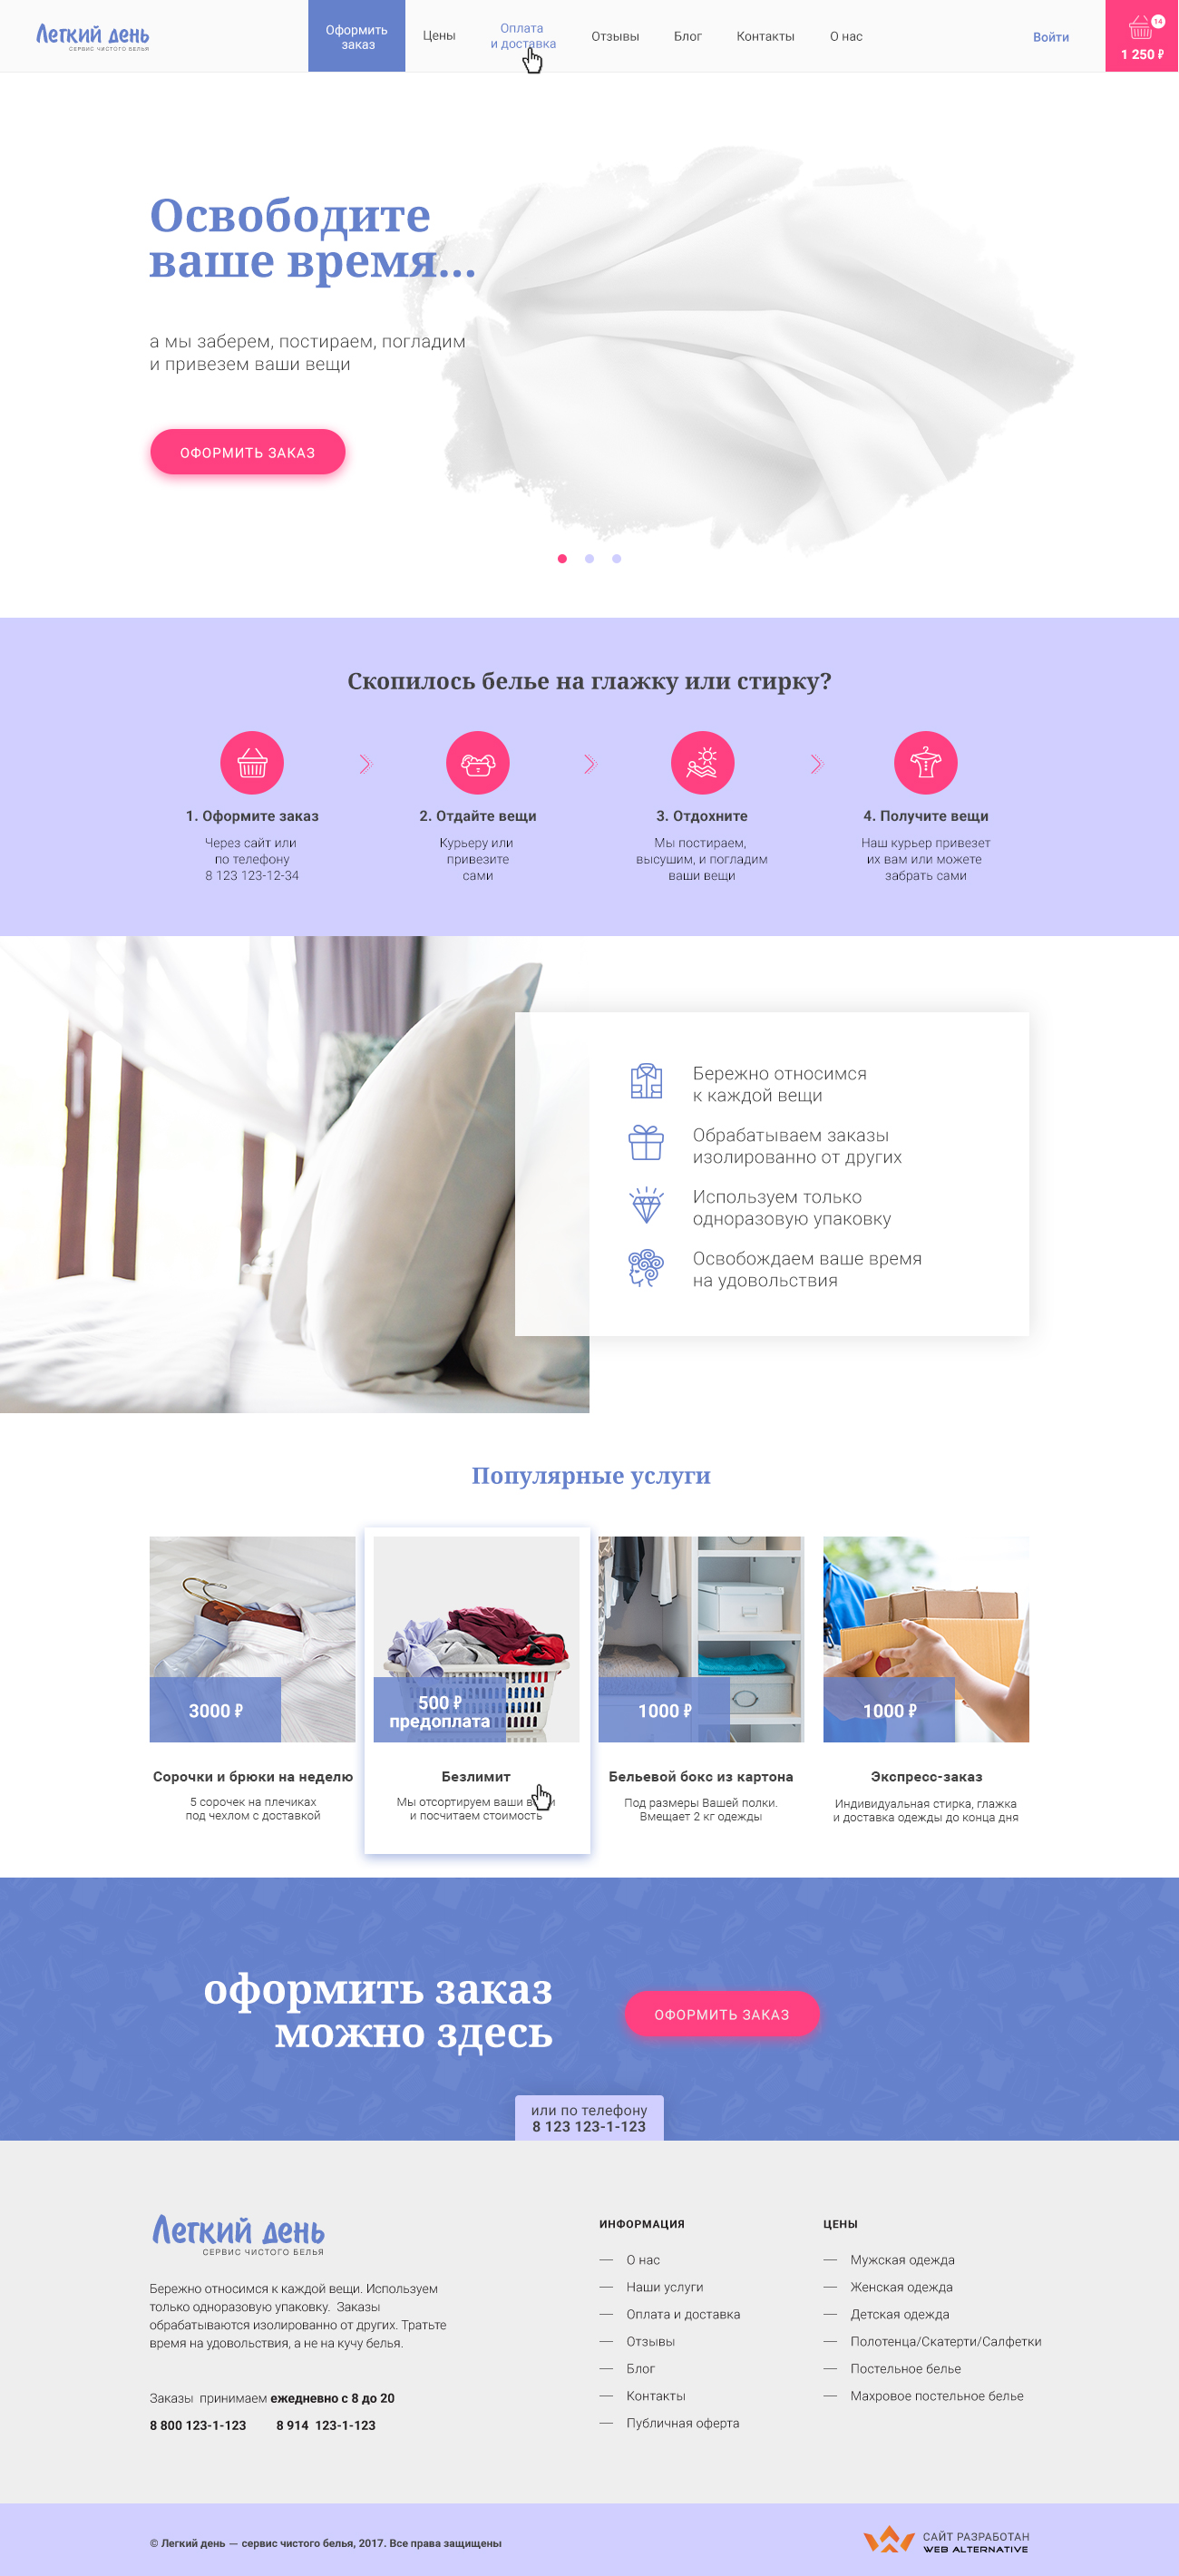 Легкий день
СЕРВИС ЧИСТОГО БЕЛЬЯ
Оформить
заказ
Цены
Оплата
и доставка
Отзывы
Блог
Контакты
О нас
Войти
14
1 250 ₽
Освободите
ваше время...
а мы заберем, постираем, погладим
и привезем ваши вещи
ОФОРМИТЬ ЗАКАЗ
Скопилось белье на глажку или стирку?
1. Оформите заказ
Через сайт или
по телефону
8 123 123-12-34
2. Отдайте вещи
Курьеру или
привезите
сами
3. Отдохните
Мы постираем,
высушим, и погладим
ваши вещи
4. Получите вещи
Наш курьер привезет
их вам или можете
забрать сами
Бережно относимся
к каждой вещи
Обрабатываем заказы
изолированно от других
Используем только
одноразовую упаковку
Освобождаем ваше время
на удовольствия
Популярные услуги
3000 ₽
Сорочки и брюки на неделю
5 сорочек на плечиках
под чехлом с доставкой
500 ₽
предоплата
Безлимит
Мы отсортируем ваши
и посчитаем стоимость
1000 ₽
Бельевой бокс из картона
Под размеры Вашей полки.
Вмещает 2 кг одежды
1000 ₽
Экспресс-заказ
Индивидуальная стирка, глажка
и доставка одежды до конца дня
оформить заказ
можно здесь
ОФОРМИТЬ ЗАКАЗ
или по телефону
8 123 123-1-123
Легкий день
СЕРВИС ЧИСТОГО БЕЛЬЯ
Бережно относимся к каждой вещи. Используем
только одноразовую упаковку. Заказы
обрабатываются изолированно от других. Тратьте
время на удовольствия, а не на кучу белья.
Заказы принимаем ежедневно с 8 до 20
8 800 123-1-123 8 914 123-1-123
ИНФОРМАЦИЯ
— О нас
— Наши услуги
— Оплата и доставка
— Отзывы
— Блог
— Контакты
— Публичная оферта
ЦЕНЫ
— Мужская одежда
— Женская одежда
— Детская одежда
— Полотенца/Скатерти/Салфетки
— Постельное белье
— Махровое постельное белье
© Легкий день — сервис чистого белья, 2017. Все права защищены
САЙТ РАЗРАБОТАН
WEB ALTERNATIVE